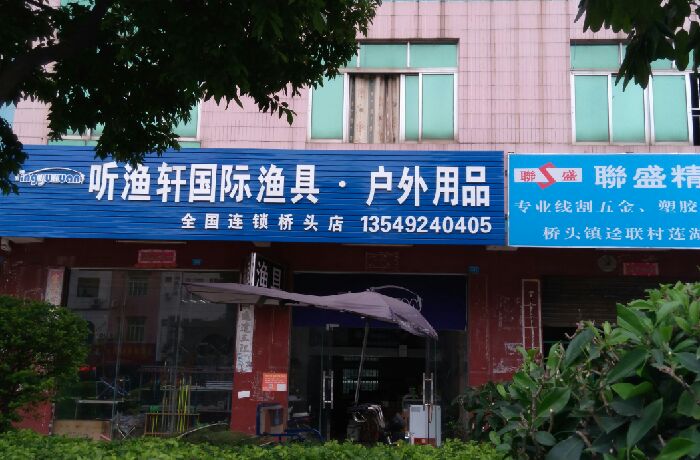 听渔轩国际渔具·户外用品
全国连锁桥头店 13549240405
聯盛 聯盛精
专业线割五金、塑胶
桥头镇迳联村莲湖
渔具